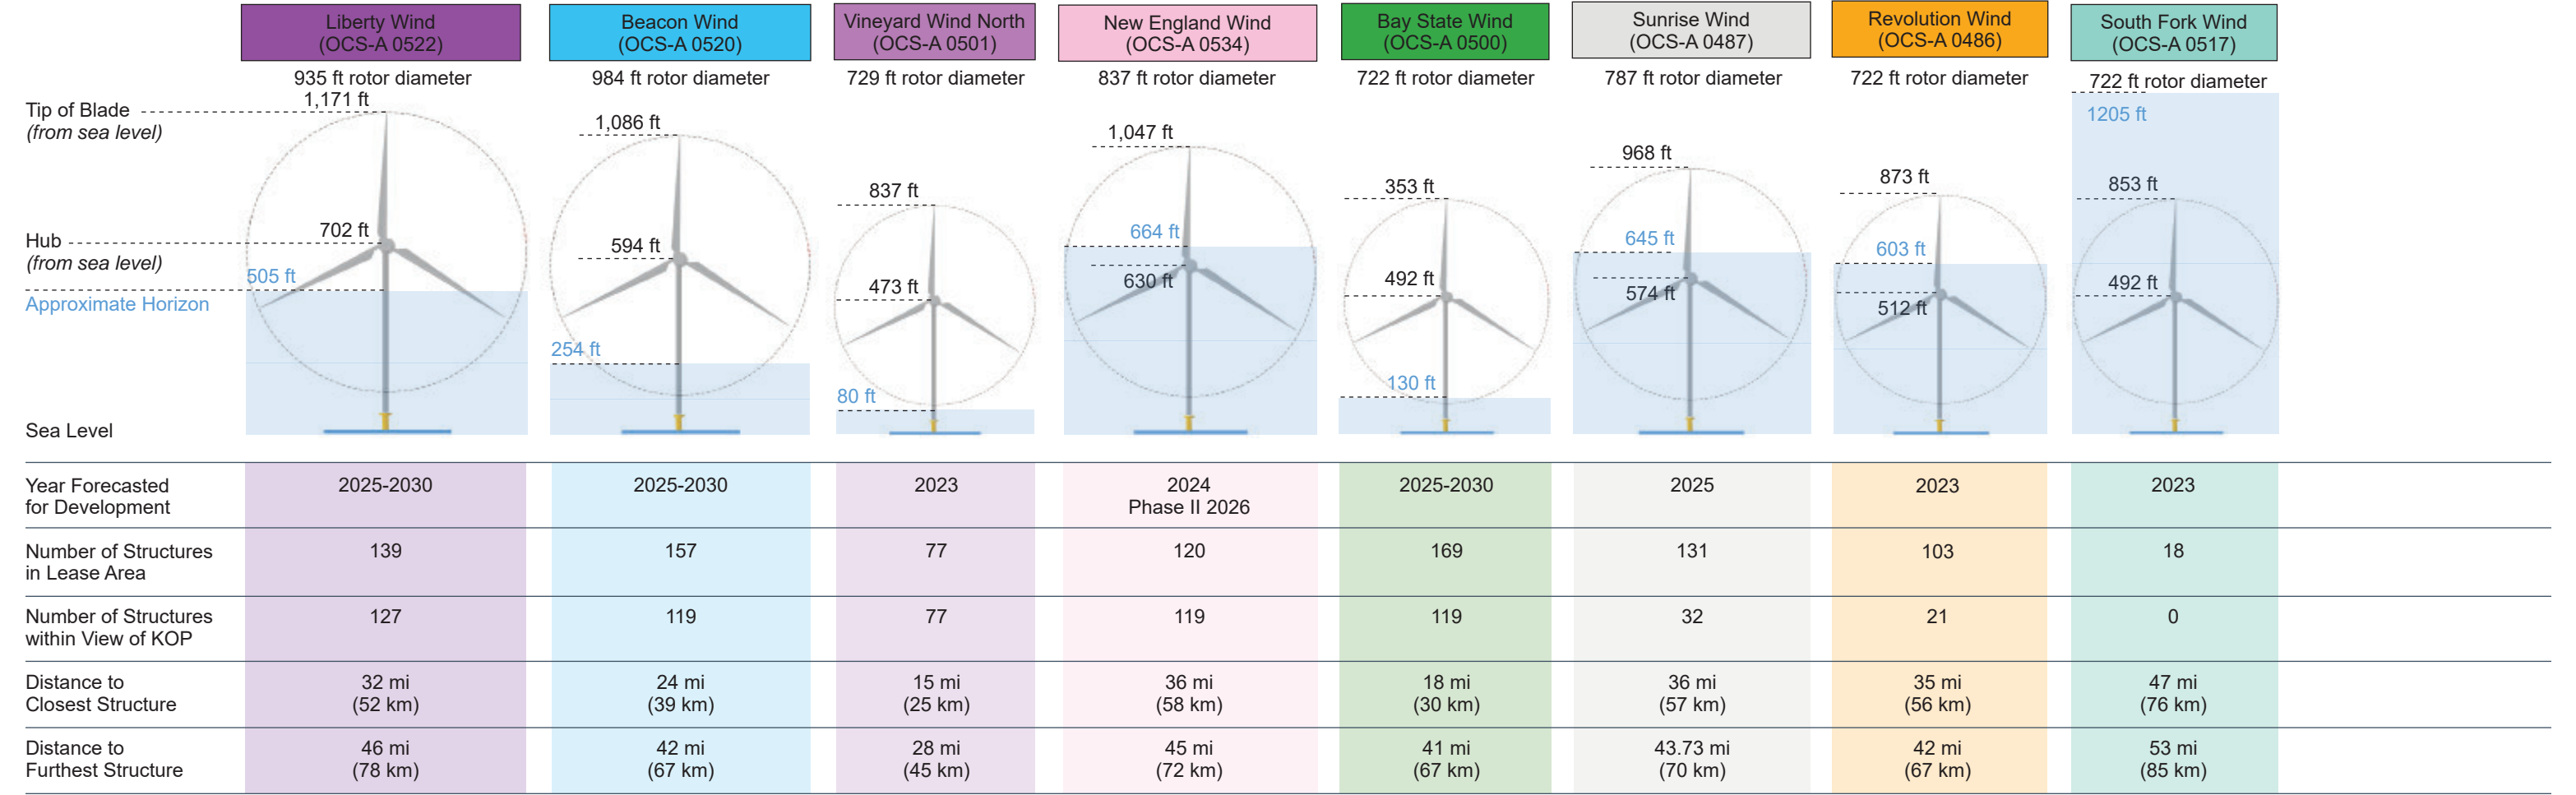 Liberty Wind
(OCS-A 0522)
Beacon Wind
(OCS-A 0520)
Vineyard Wind North
(OCS-A 0501)
New England Wind
(OCS-A 0534)
Bay State Wind
(OCS-A 0500)
Sunrise Wind
(OCS-A 0487)
Revolution Wind
(OCS-A 0486)
South Fork Wind
(OCS-A 0517)
935 ft rotor diameter
984 ft rotor diameter
729 ft rotor diameter
837 ft rotor diameter
722 ft rotor diameter
787 ft rotor diameter
722 ft rotor diameter
722 ft rotor diameter
Tip of Blade
(from sea level)
Hub
(from sea level)
Approximate Horizon
Sea Level
1,171 ft
702 ft
505 ft
1,086 ft
594 ft
254 ft
837 ft
473 ft
80 ft
1,047 ft
664 ft
630 ft
353 ft
492 ft
130 ft
968 ft
645 ft
574 ft
873 ft
603 ft
512 ft
1205 ft
853 ft
492 ft
Year Forecasted
for Development
2025-2030
2025-2030
2023
2024
Phase II 2026
2025-2030
2025
2023
2023
Number of Structures
in Lease Area
139
157
77
120
169
131
103
18
Number of Structures
within View of KOP
127
119
77
119
119
32
21
0
Distance to
Closest Structure
32 mi
(52 km)
24 mi
(39 km)
15 mi
(25 km)
36 mi
(58 km)
18 mi
(30 km)
36 mi
(57 km)
35 mi
(56 km)
47 mi
(76 km)
Distance to
Furthest Structure
46 mi
(78 km)
42 mi
(67 km)
28 mi
(45 km)
45 mi
(72 km)
41 mi
(67 km)
43.73 mi
(70 km)
42 mi
(67 km)
53 mi
(85 km)